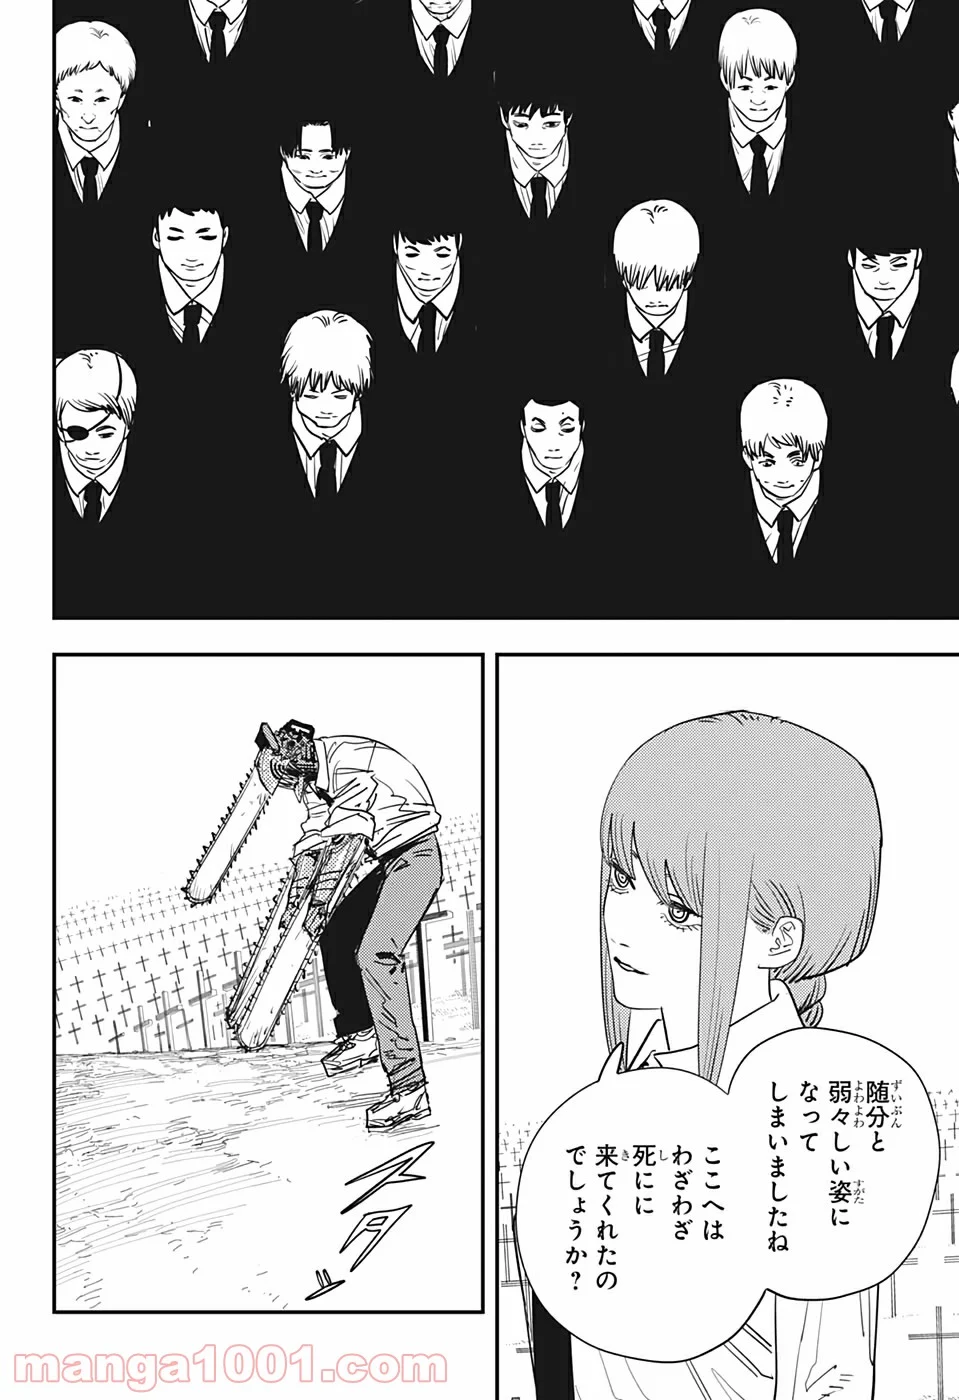 随分と
弱々しい姿に
なって
しまいましたね
ここへは
わざわざ
死にに
来てくれたの
でしょうか?
スタ
manga1001.com